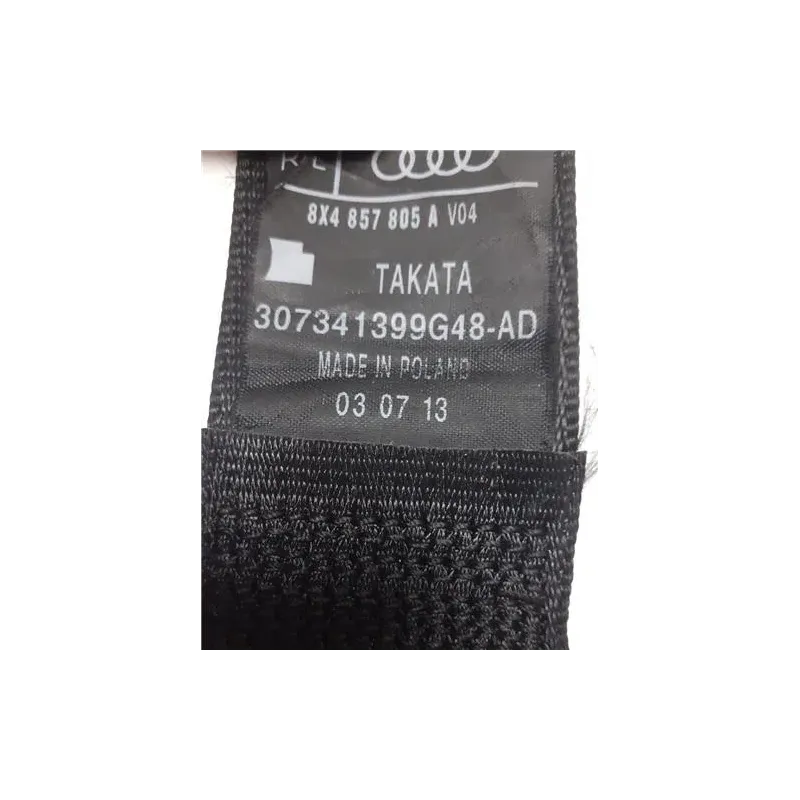 R L
8X4 857 805 A V04
TAKATA
307341399G48-AD
MADE IN POLAND
03 07 13